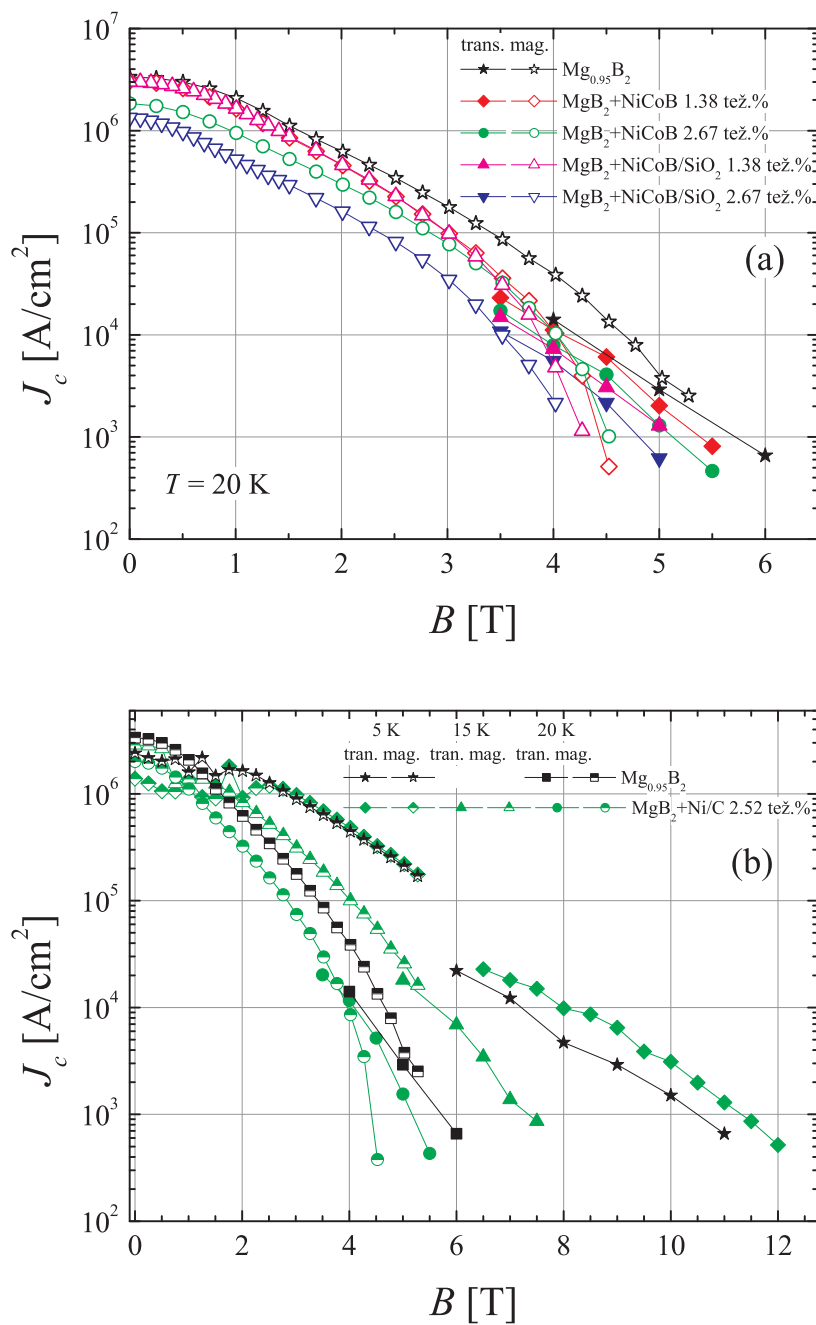 10⁷
10⁶
10⁵
10⁴
10³
10²
J_c [A/cm²]
trans. mag.
Mg₀.₉₅B₂
MgB₂+NiCoB 1.38 tež.%
MgB₂+NiCoB 2.67 tež.%
MgB₂+NiCoB/SiO₂ 1.38 tež.%
MgB₂+NiCoB/SiO₂ 2.67 tež.%
(a)
T = 20 K
0 1 2 3 4 5 6
B [T]
5 K 15 K 20 K
tran. mag. tran. mag. tran. mag.
Mg₀.₉₅B₂
MgB₂+Ni/C 2.52 tež.%
(b)
10⁶
10⁵
10⁴
10³
10²
J_c [A/cm²]
0 2 4 6 8 10 12
B [T]